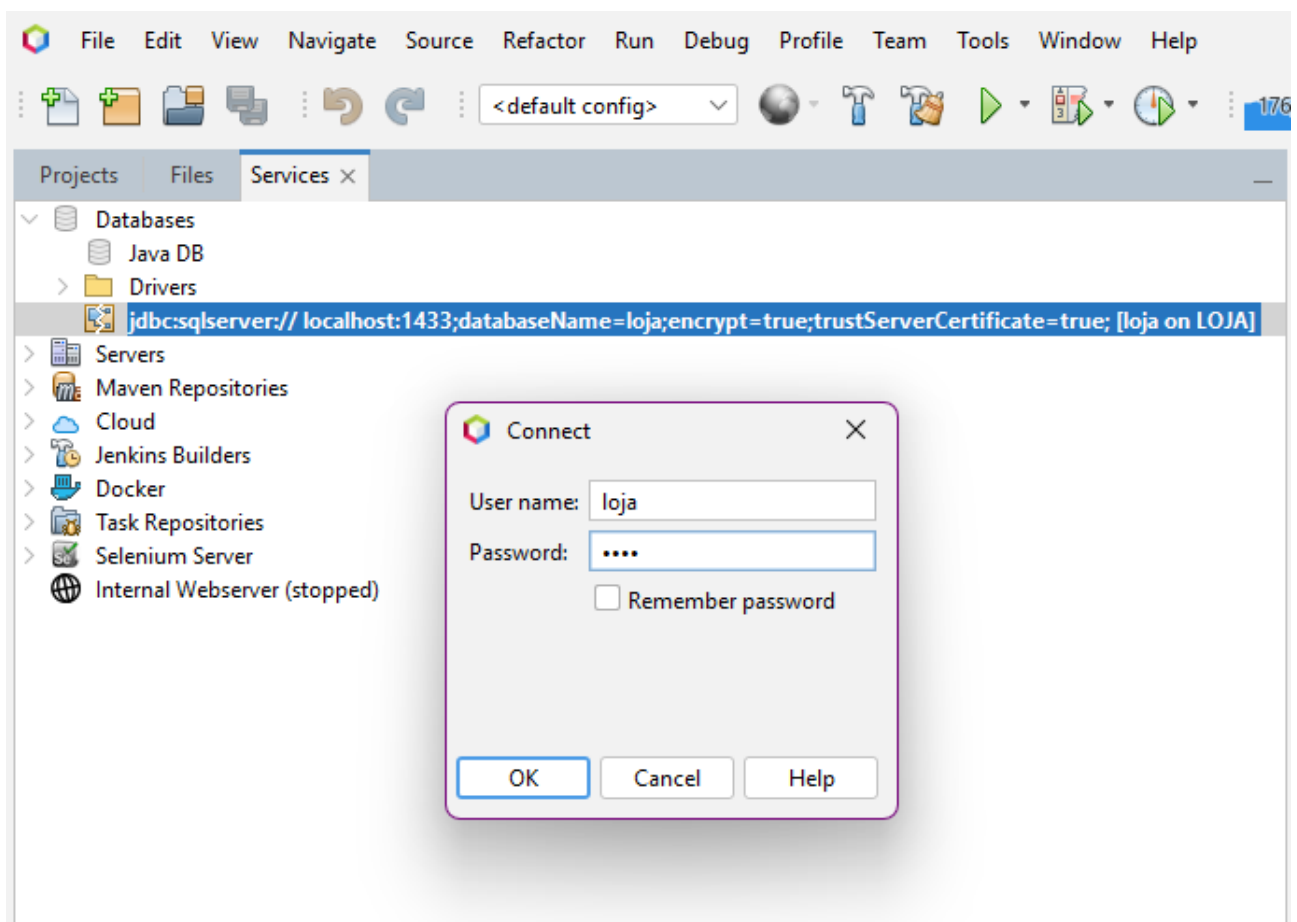 File Edit View Navigate Source Refactor Run Debug Profile Team Tools Window Help
<default config> 176
Projects Files Services
Databases
Java DB
Drivers
jdbc:sqlserver:// localhost:1433;databaseName=loja;encrypt=true;trustServerCertificate=true; [loja on LOJA]
Servers
Maven Repositories
Cloud
Jenkins Builders
Docker
Task Repositories
Selenium Server
Internal Webserver (stopped)
Connect
User name: loja
Password: ••••
Remember password
OK Cancel Help